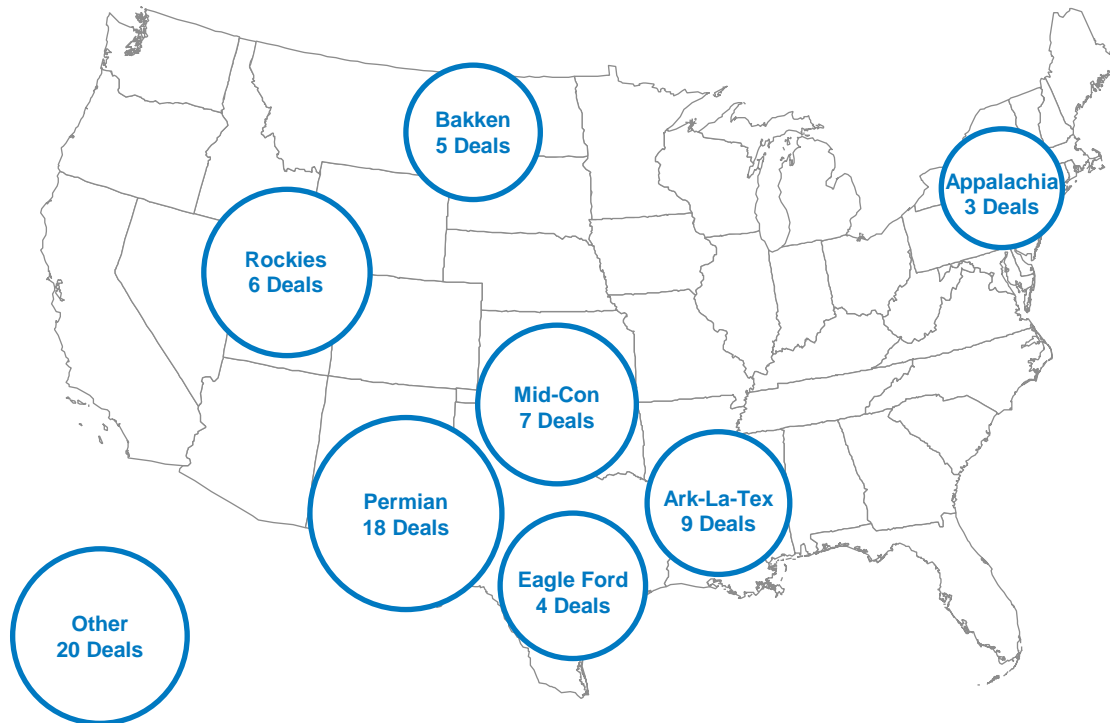 Bakken
5 Deals
Appalachia
3 Deals
Rockies
6 Deals
Mid-Con
7 Deals
Permian
18 Deals
Ark-La-Tex
9 Deals
Eagle Ford
4 Deals
Other
20 Deals